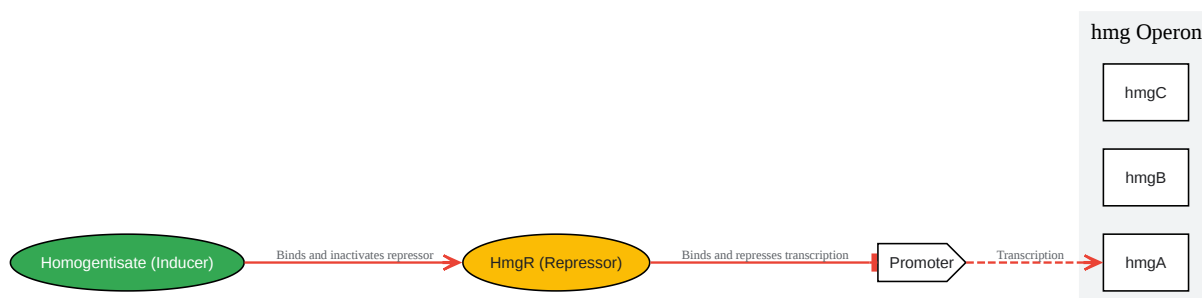 hmg Operon
hmgC
hmgB
Homogentisate (Inducer)
Binds and inactivates repressor
HmgR (Repressor)
Binds and represses transcription
Promoter
Transcription
hmgA